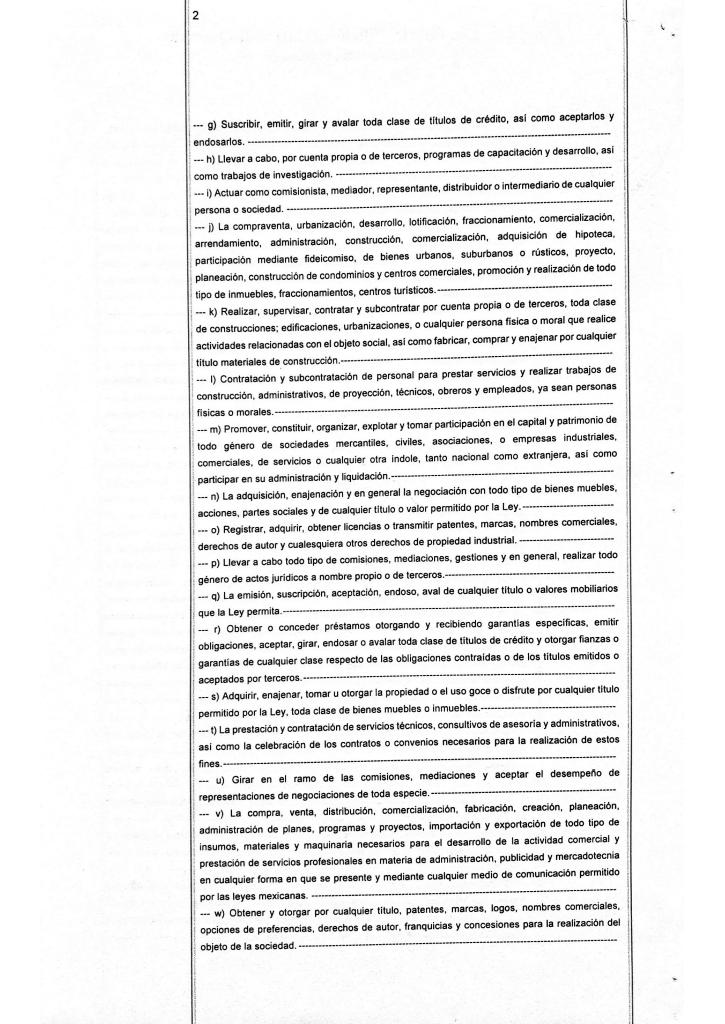 2
--- g) Suscribir, emitir, girar y avalar toda clase de títulos de crédito, así como aceptarlos y
endosarlos. ---
--- h) Llevar a cabo, por cuenta propia o de terceros, programas de capacitación y desarrollo, así
como trabajos de investigación. ---
--- i) Actuar como comisionista, mediador, representante, distribuidor o intermediario de cualquier
persona o sociedad. ---
--- j) La compraventa, urbanización, desarrollo, lotificación, fraccionamiento, comercialización,
arrendamiento, administración, construcción, comercialización, adquisición de hipoteca,
participación mediante fideicomiso, de bienes urbanos, suburbanos o rústicos, proyecto,
planeación, construcción de condominios y centros comerciales, promoción y realización de todo
tipo de inmuebles, fraccionamientos, centros turísticos.---
--- k) Realizar, supervisar, contratar y subcontratar por cuenta propia o de terceros, toda clase
de construcciones; edificaciones, urbanizaciones, o cualquier persona física o moral que realice
actividades relacionadas con el objeto social, así como fabricar, comprar y enajenar por cualquier
título materiales de construcción.---
--- l) Contratación y subcontratación de personal para prestar servicios y realizar trabajos de
construcción, administrativos, de proyección, técnicos, obreros y empleados, ya sean personas
físicas o morales.---
--- m) Promover, constituir, organizar, explotar y tomar participación en el capital y patrimonio de
todo género de sociedades mercantiles, civiles, asociaciones, o empresas industriales,
comerciales, de servicios o cualquier otra índole, tanto nacional como extranjera, así como
participar en su administración y liquidación.---
--- n) La adquisición, enajenación y en general la negociación con todo tipo de bienes muebles,
acciones, partes sociales y de cualquier título o valor permitido por la Ley.---
--- o) Registrar, adquirir, obtener licencias o transmitir patentes, marcas, nombres comerciales,
derechos de autor y cualesquiera otros derechos de propiedad industrial. ---
--- p) Llevar a cabo todo tipo de comisiones, mediaciones, gestiones y en general, realizar todo
género de actos jurídicos a nombre propio o de terceros.---
--- q) La emisión, suscripción, aceptación, endoso, aval de cualquier título o valores mobiliarios
que la Ley permita.---
--- r) Obtener o conceder préstamos otorgando y recibiendo garantías específicas, emitir
obligaciones, aceptar, girar, endosar o avalar toda clase de títulos de crédito y otorgar fianzas o
garantías de cualquier clase respecto de las obligaciones contraídas o de los títulos emitidos o
aceptados por terceros.---
--- s) Adquirir, enajenar, tomar u otorgar la propiedad o el uso goce o disfrute por cualquier título
permitido por la Ley, toda clase de bienes muebles o inmuebles.---
--- t) La prestación y contratación de servicios técnicos, consultivos de asesoría y administrativos,
así como la celebración de los contratos o convenios necesarios para la realización de estos
fines.---
--- u) Girar en el ramo de las comisiones, mediaciones y aceptar el desempeño de
representaciones de negociaciones de toda especie.---
--- v) La compra, venta, distribución, comercialización, fabricación, creación, planeación,
administración de planes, programas y proyectos, importación y exportación de todo tipo de
insumos, materiales y maquinaria necesarios para el desarrollo de la actividad comercial y
prestación de servicios profesionales en materia de administración, publicidad y mercadotecnia
en cualquier forma en que se presente y mediante cualquier medio de comunicación permitido
por las leyes mexicanas. ---
--- w) Obtener y otorgar por cualquier título, patentes, marcas, logos, nombres comerciales,
opciones de preferencias, derechos de autor, franquicias y concesiones para la realización del
objeto de la sociedad. ---